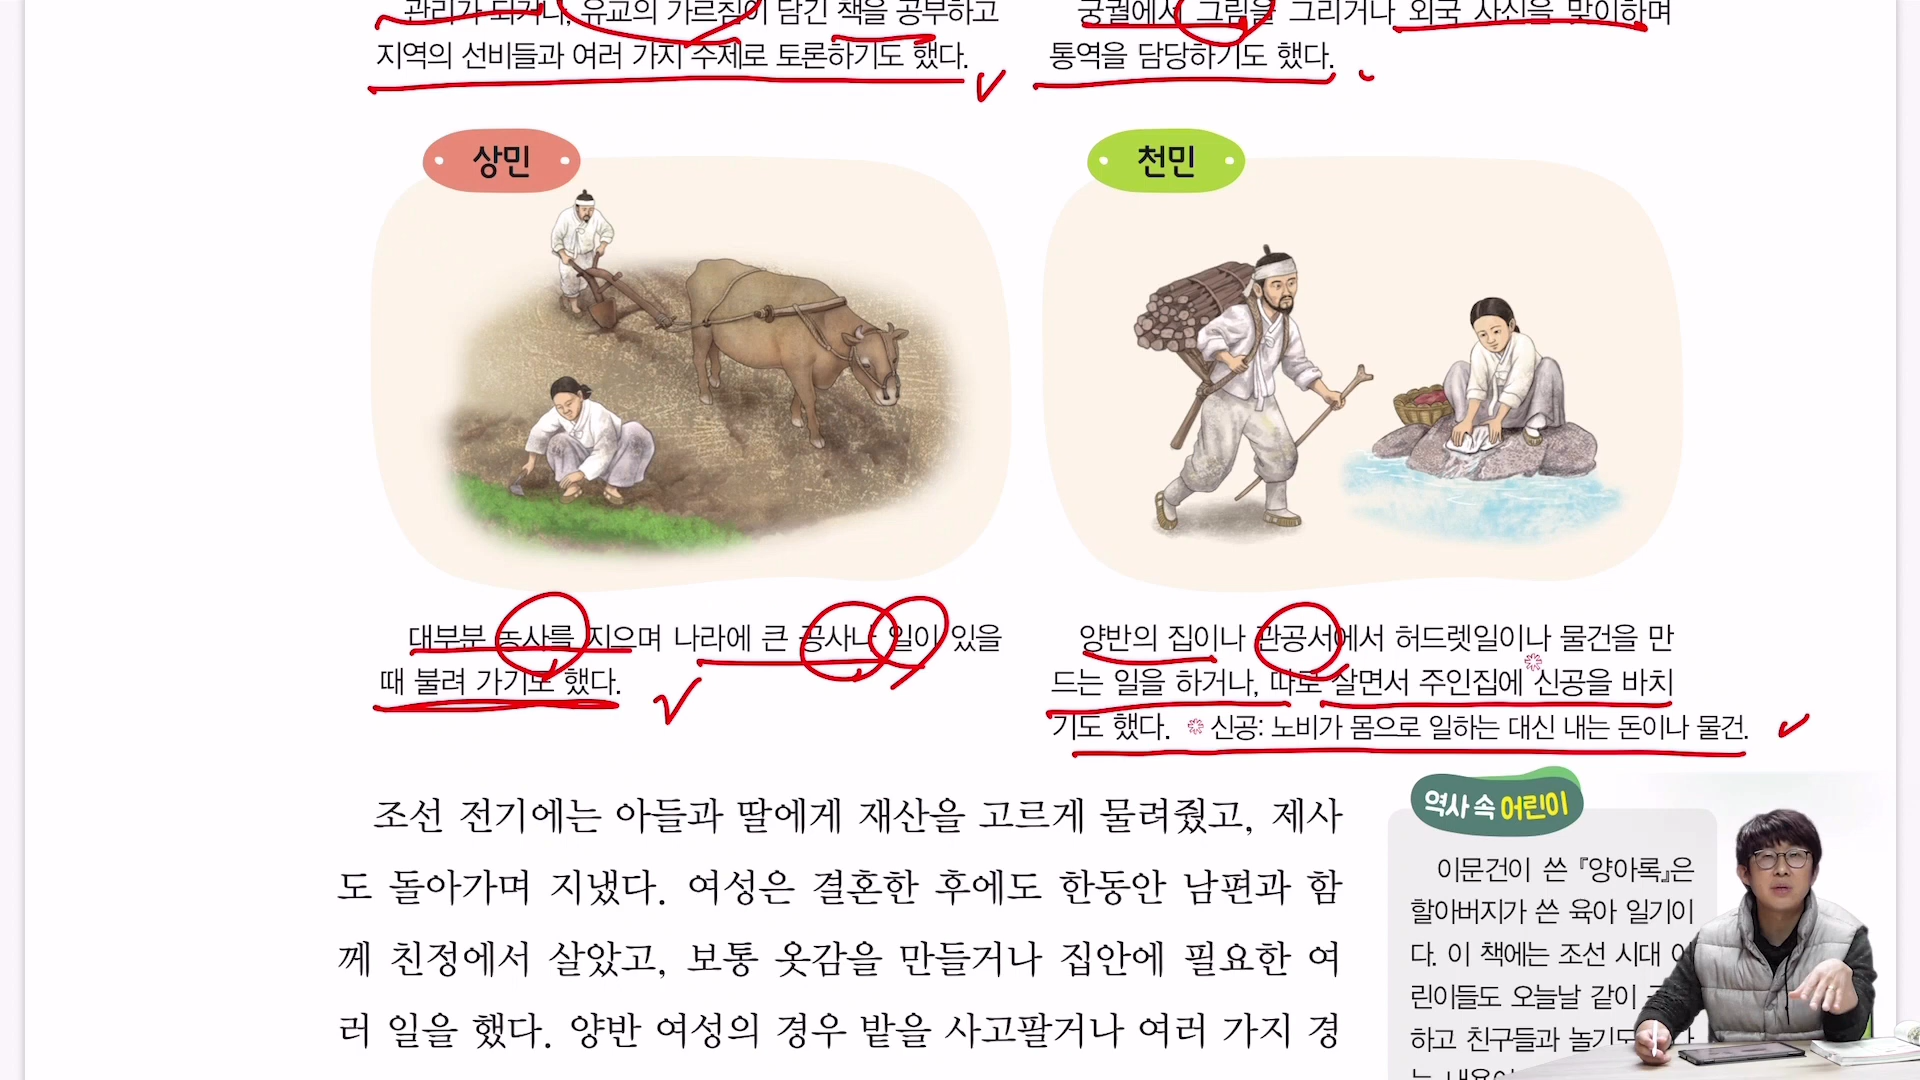 관리가 되거나, 유교의 가르침이 담긴 책을 공부하고
지역의 선비들과 여러 가지 주제로 토론하기도 했다.
궁궐에서 그림을 그리거나 외국 사신을 맞이하며
통역을 담당하기도 했다.
상민
대부분 농사를 지으며 나라에 큰 공사나 일이 있을
때 불려 가기도 했다.
천민
양반의 집이나 관공서에서 허드렛일이나 물건을 만
드는 일을 하거나, 따로 살면서 주인집에 신공을 바치
기도 했다. 신공: 노비가 몸으로 일하는 대신 내는 돈이나 물건.
조선 전기에는 아들과 딸에게 재산을 고르게 물려줬고, 제사
도 돌아가며 지냈다. 여성은 결혼한 후에도 한동안 남편과 함
께 친정에서 살았고, 보통 옷감을 만들거나 집안에 필요한 여
러 일을 했다. 양반 여성의 경우 밭을 사고팔거나 여러 가지 경
역사 속 어린이
이문건이 쓴 『양아록』은
할아버지가 쓴 육아 일기이
다. 이 책에는 조선 시대
린이들도 오늘날 같이
하고 친구들과 놀기도